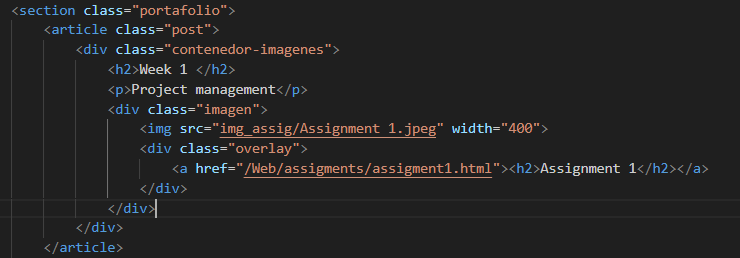 <section class="portafolio">
<article class="post">
<div class="contenedor-imagenes">
<h2>Week 1 </h2>
<p>Project management</p>
<div class="imagen">
<img src="img_assig/Assignment 1.jpeg" width="400">
<div class="overlay">
<a href="/Web/assigments/assigment1.html"><h2>Assignment 1</h2></a>
</div>
</div>
</div>
</article>